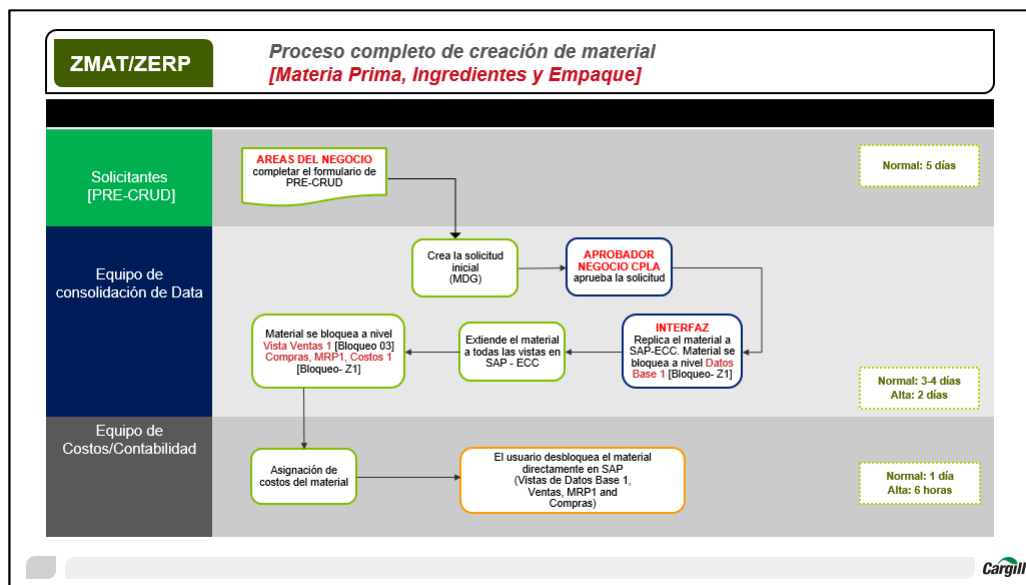 ZMAT/ZERP
Proceso completo de creación de material
[Materia Prima, Ingredientes y Empaque]
Solicitantes
[PRE-CRUD]
AREAS DEL NEGOCIO
completar el formulario de
PRE-CRUD
Normal: 5 días
Equipo de
consolidación de Data
Crea la solicitud
inicial
(MDG)
APROBADOR
NEGOCIO CPLA
aprueba la solicitud
INTERFAZ
Replica el material a
SAP-ECC. Material se
bloquea a nivel Datos
Base 1 [Bloqueo- Z1]
Extiende el material
a todas las vistas en
SAP - ECC
Material se bloquea a nivel
Vista Ventas 1 [Bloqueo 03]
Compras, MRP1, Costos 1
[Bloqueo- Z1]
Normal: 3-4 días
Alta: 2 días
Equipo de
Costos/Contabilidad
Asignación de
costos del material
El usuario desbloquea el material
directamente en SAP
(Vistas de Datos Base 1,
Ventas, MRP1 and
Compras)
Normal: 1 día
Alta: 6 horas
Cargill